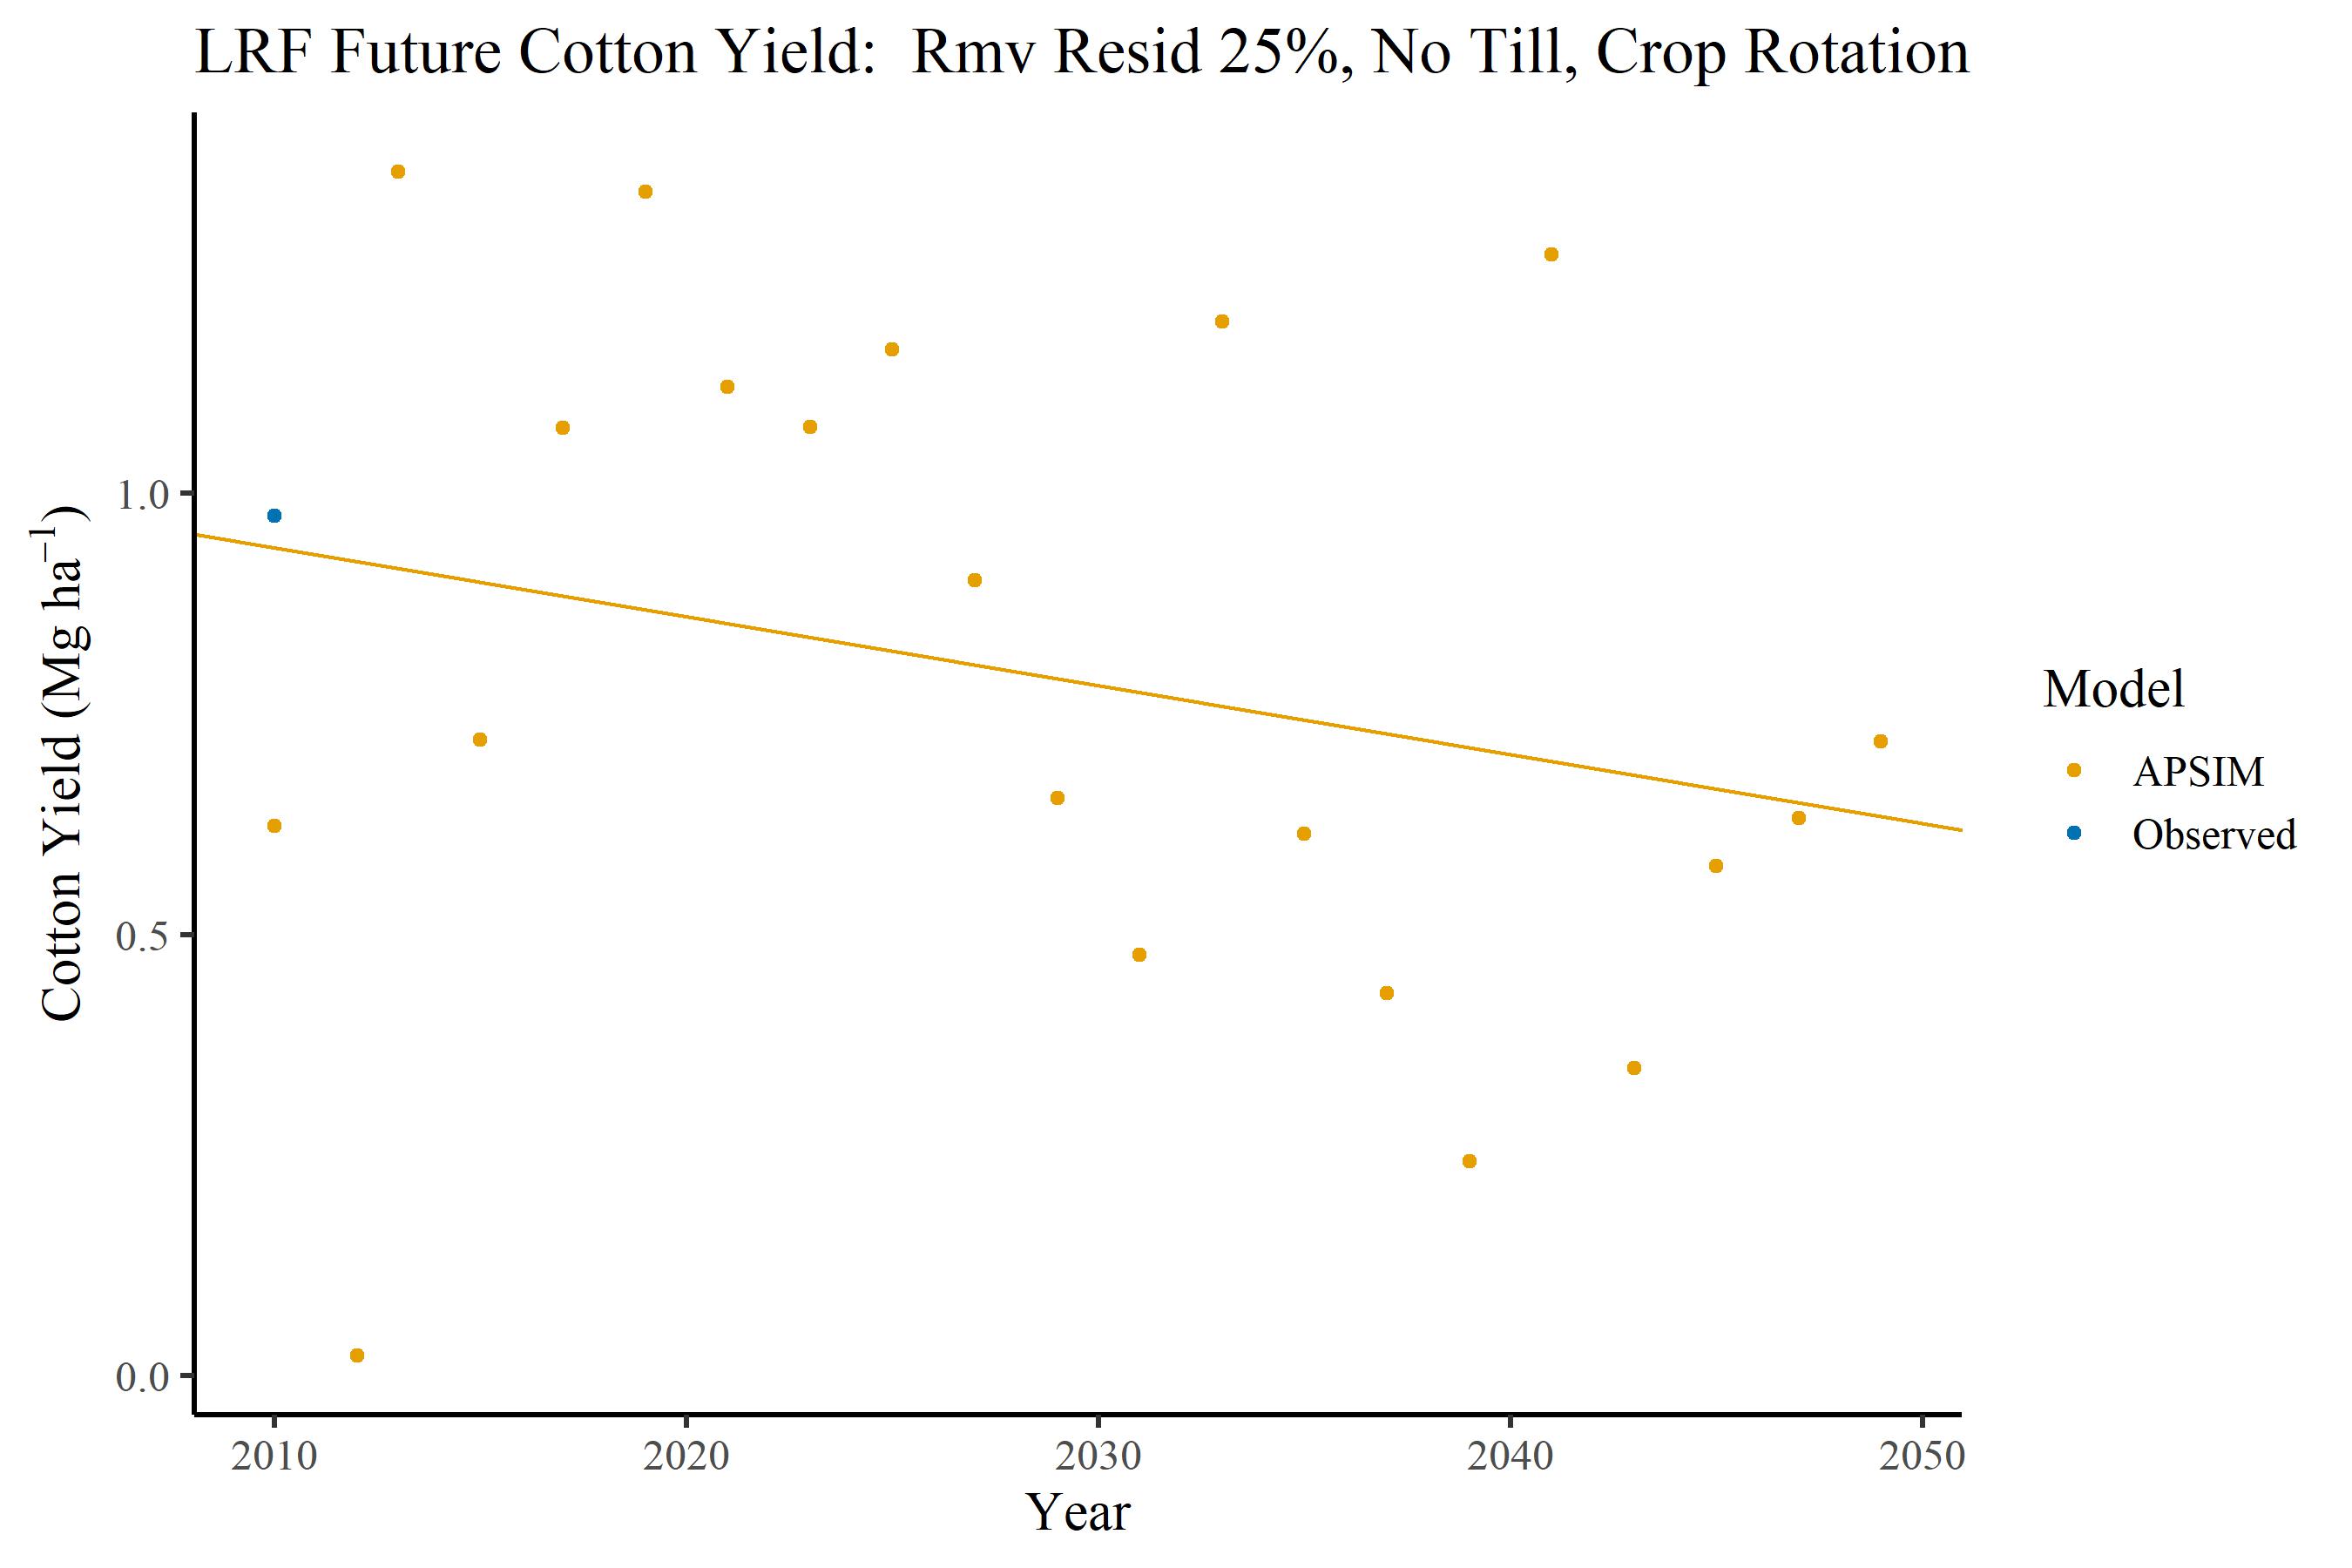 LRF Future Cotton Yield:  Rmv Resid 25%, No Till, Crop Rotation
Cotton Yield (Mg ha⁻¹)
1.0
0.5
0.0
2010
2020
2030
2040
2050
Year
Model
APSIM
Observed